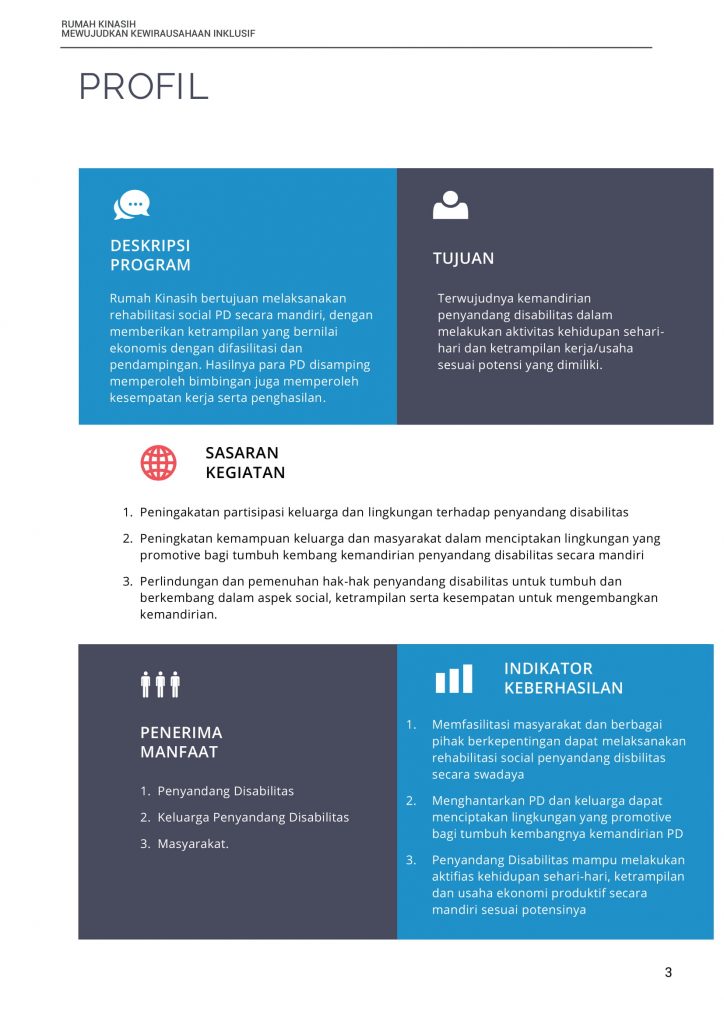 RUMAH KINASIH
MEWUJUDKAN KEWIRAUSAHAAN INKLUSIF
PROFIL
DESKRIPSI
PROGRAM
Rumah Kinasih bertujuan melaksanakan
rehabilitasi social PD secara mandiri, dengan
memberikan ketrampilan yang bernilai
ekonomis dengan difasilitasi dan
pendampingan. Hasilnya para PD disamping
memperoleh bimbingan juga memperoleh
kesempatan kerja serta penghasilan.
TUJUAN
Terwujudnya kemandirian
penyandang disabilitas dalam
melakukan aktivitas kehidupan sehari-
hari dan ketrampilan kerja/usaha
sesuai potensi yang dimiliki.
SASARAN
KEGIATAN
1. Peningakatan partisipasi keluarga dan lingkungan terhadap penyandang disabilitas
2. Peningkatan kemampuan keluarga dan masyarakat dalam menciptakan lingkungan yang
promotive bagi tumbuh kembang kemandirian penyandang disabilitas secara mandiri
3. Perlindungan dan pemenuhan hak-hak penyandang disabilitas untuk tumbuh dan
berkembang dalam aspek social, ketrampilan serta kesempatan untuk mengembangkan
kemandirian.
PENERIMA
MANFAAT
1. Penyandang Disabilitas
2. Keluarga Penyandang Disabilitas
3. Masyarakat.
INDIKATOR
KEBERHASILAN
1. Memfasilitasi masyarakat dan berbagai
pihak berkepentingan dapat melaksanakan
rehabilitasi social penyandang disbilitas
secara swadaya
2. Menghantarkan PD dan keluarga dapat
menciptakan lingkungan yang promotive
bagi tumbuh kembangnya kemandirian PD
3. Penyandang Disabilitas mampu melakukan
aktifias kehidupan sehari-hari, ketrampilan
dan usaha ekonomi produktif secara
mandiri sesuai potensinya
3